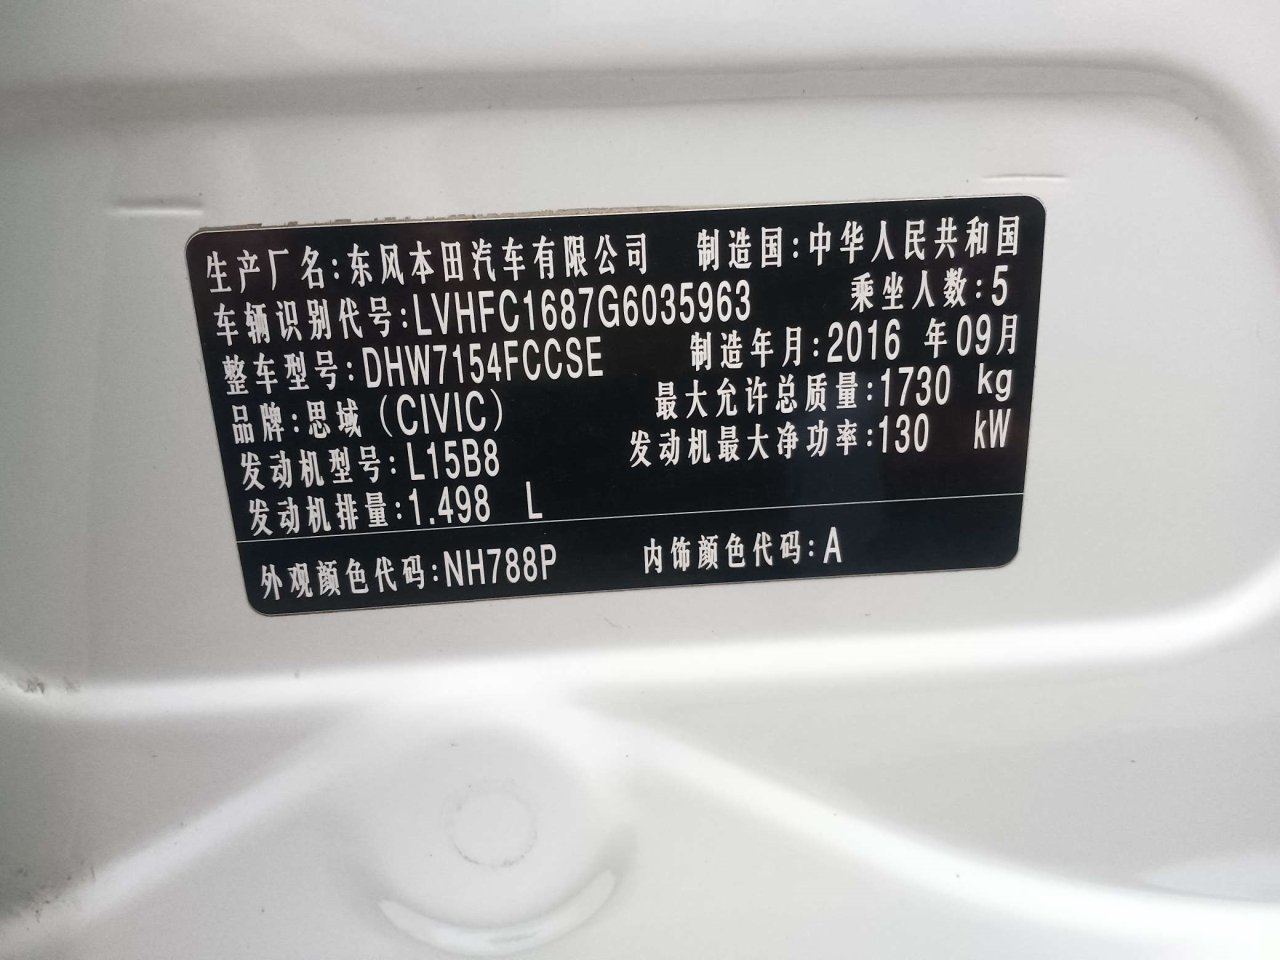 生产厂名:东风本田汽车有限公司 制造国:中华人民共和国
车辆识别代号:LVHFC1687G6035963 乘坐人数:5
整车型号:DHW7154FCCSE 制造年月:2016 年09月
品牌:思域(CIVIC) 最大允许总质量:1730 kg
发动机型号:L15B8 发动机最大净功率:130 kW
发动机排量:1.498 L
外观颜色代码:NH788P 内饰颜色代码:A